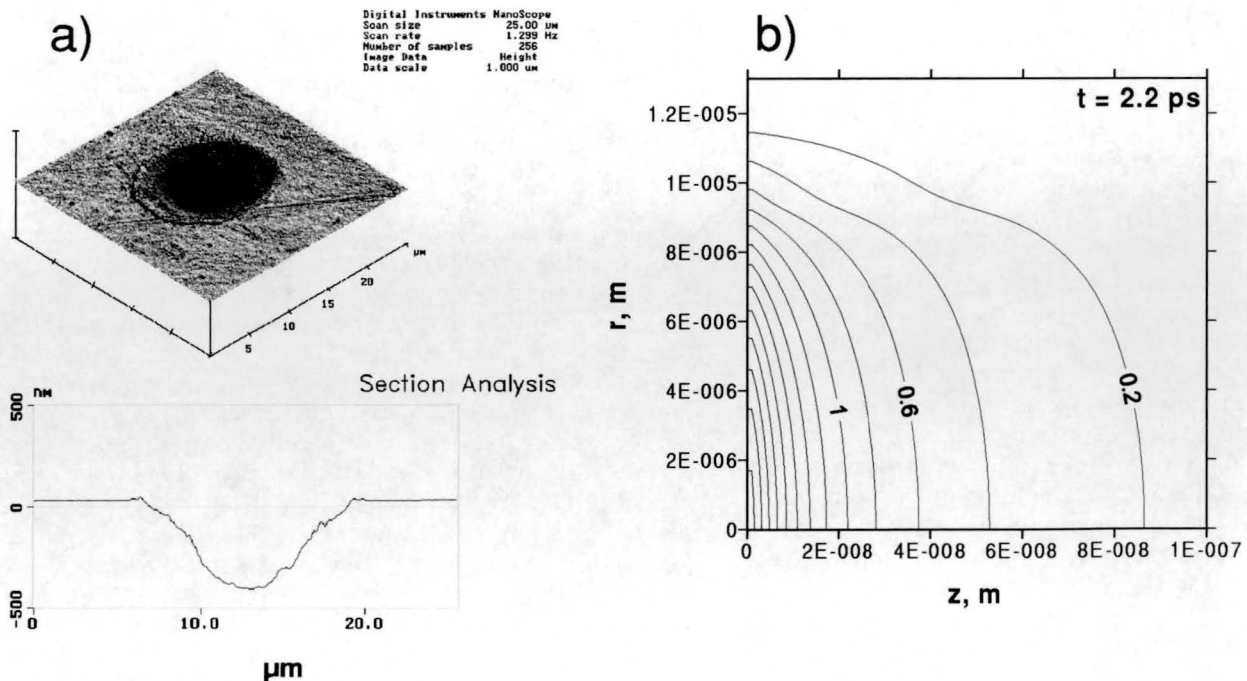 a)
Digital Instruments NanoScope
Scan size 25.00 µm
Scan rate 1.299 Hz
Number of samples 256
Image Data Height
Data scale 1.000 um
µm
20
15
10
5
Section Analysis
nm
500
0
-500
0 10.0 20.0
µm
b)
t = 2.2 ps
1.2E-005
1E-005
8E-006
6E-006
4E-006
2E-006
0
r, m
1
0.6
0.2
0 2E-008 4E-008 6E-008 8E-008 1E-007
z, m